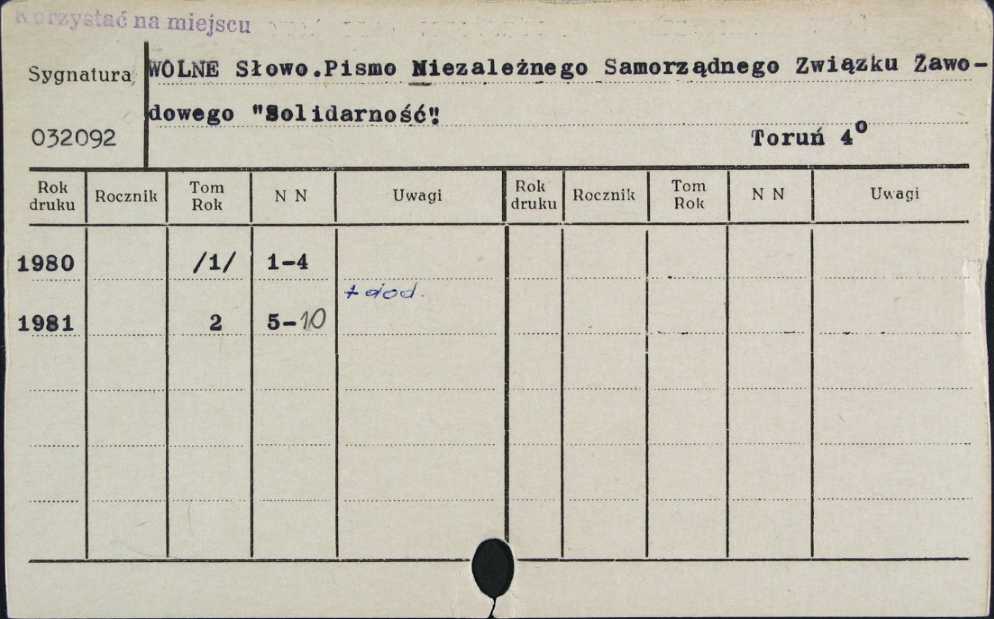 Korzystać na miejscu
Sygnatura WOLNE Słowo.Pismo Niezależnego Samorządnego Związku Zawo-
dowego "Solidarność".
032092 Toruń 4°
Rok druku Rocznik Tom Rok N N Uwagi Rok druku Rocznik Tom Rok N N Uwagi
1980 /1/ 1-4
+ dod.
1981 2 5-10